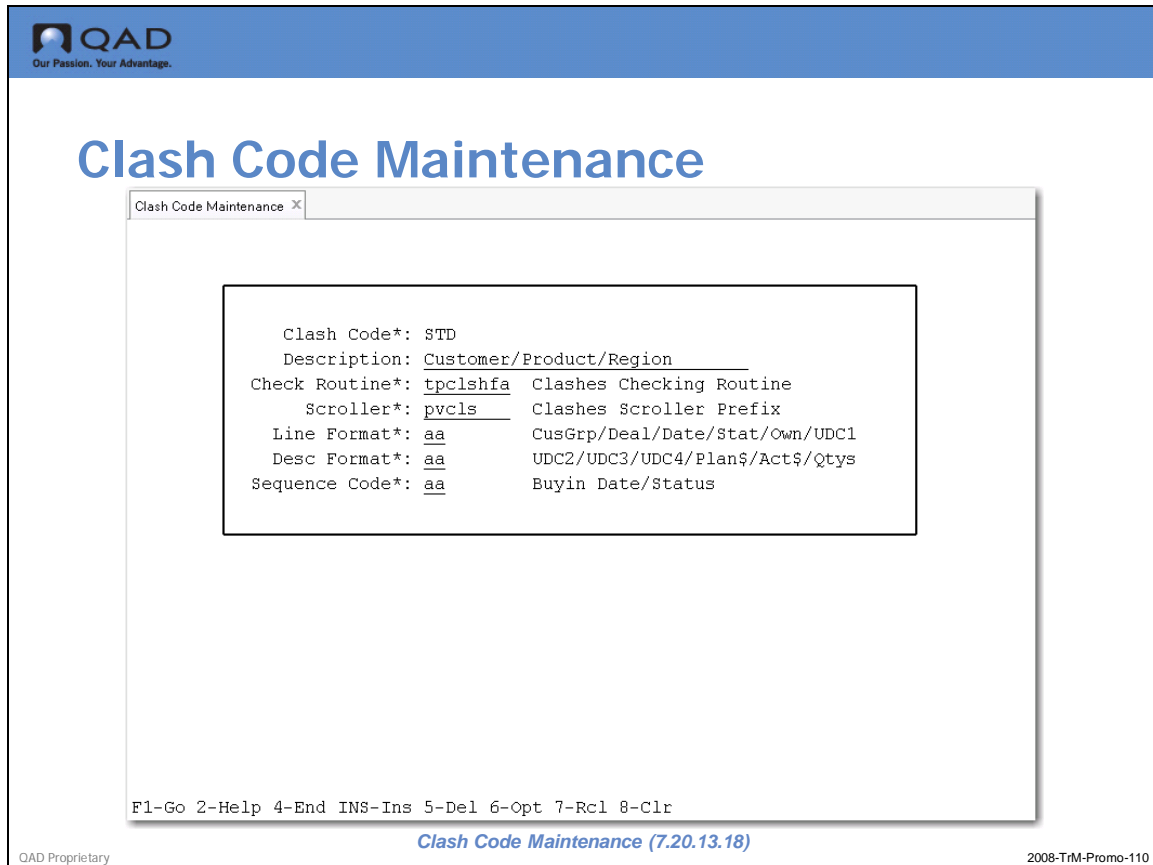 QAD
Our Passion. Your Advantage.
Clash Code Maintenance
Clash Code Maintenance X
Clash Code*: STD
Description: Customer/Product/Region
Check Routine*: tpclshfa Clashes Checking Routine
Scroller*: pvcls Clashes Scroller Prefix
Line Format*: aa CusGrp/Deal/Date/Stat/Own/UDC1
Desc Format*: aa UDC2/UDC3/UDC4/Plan$/Act$/Qtys
Sequence Code*: aa Buyin Date/Status
F1-Go 2-Help 4-End INS-Ins 5-Del 6-Opt 7-Rcl 8-Clr
Clash Code Maintenance (7.20.13.18)
QAD Proprietary
2008-TrM-Promo-110